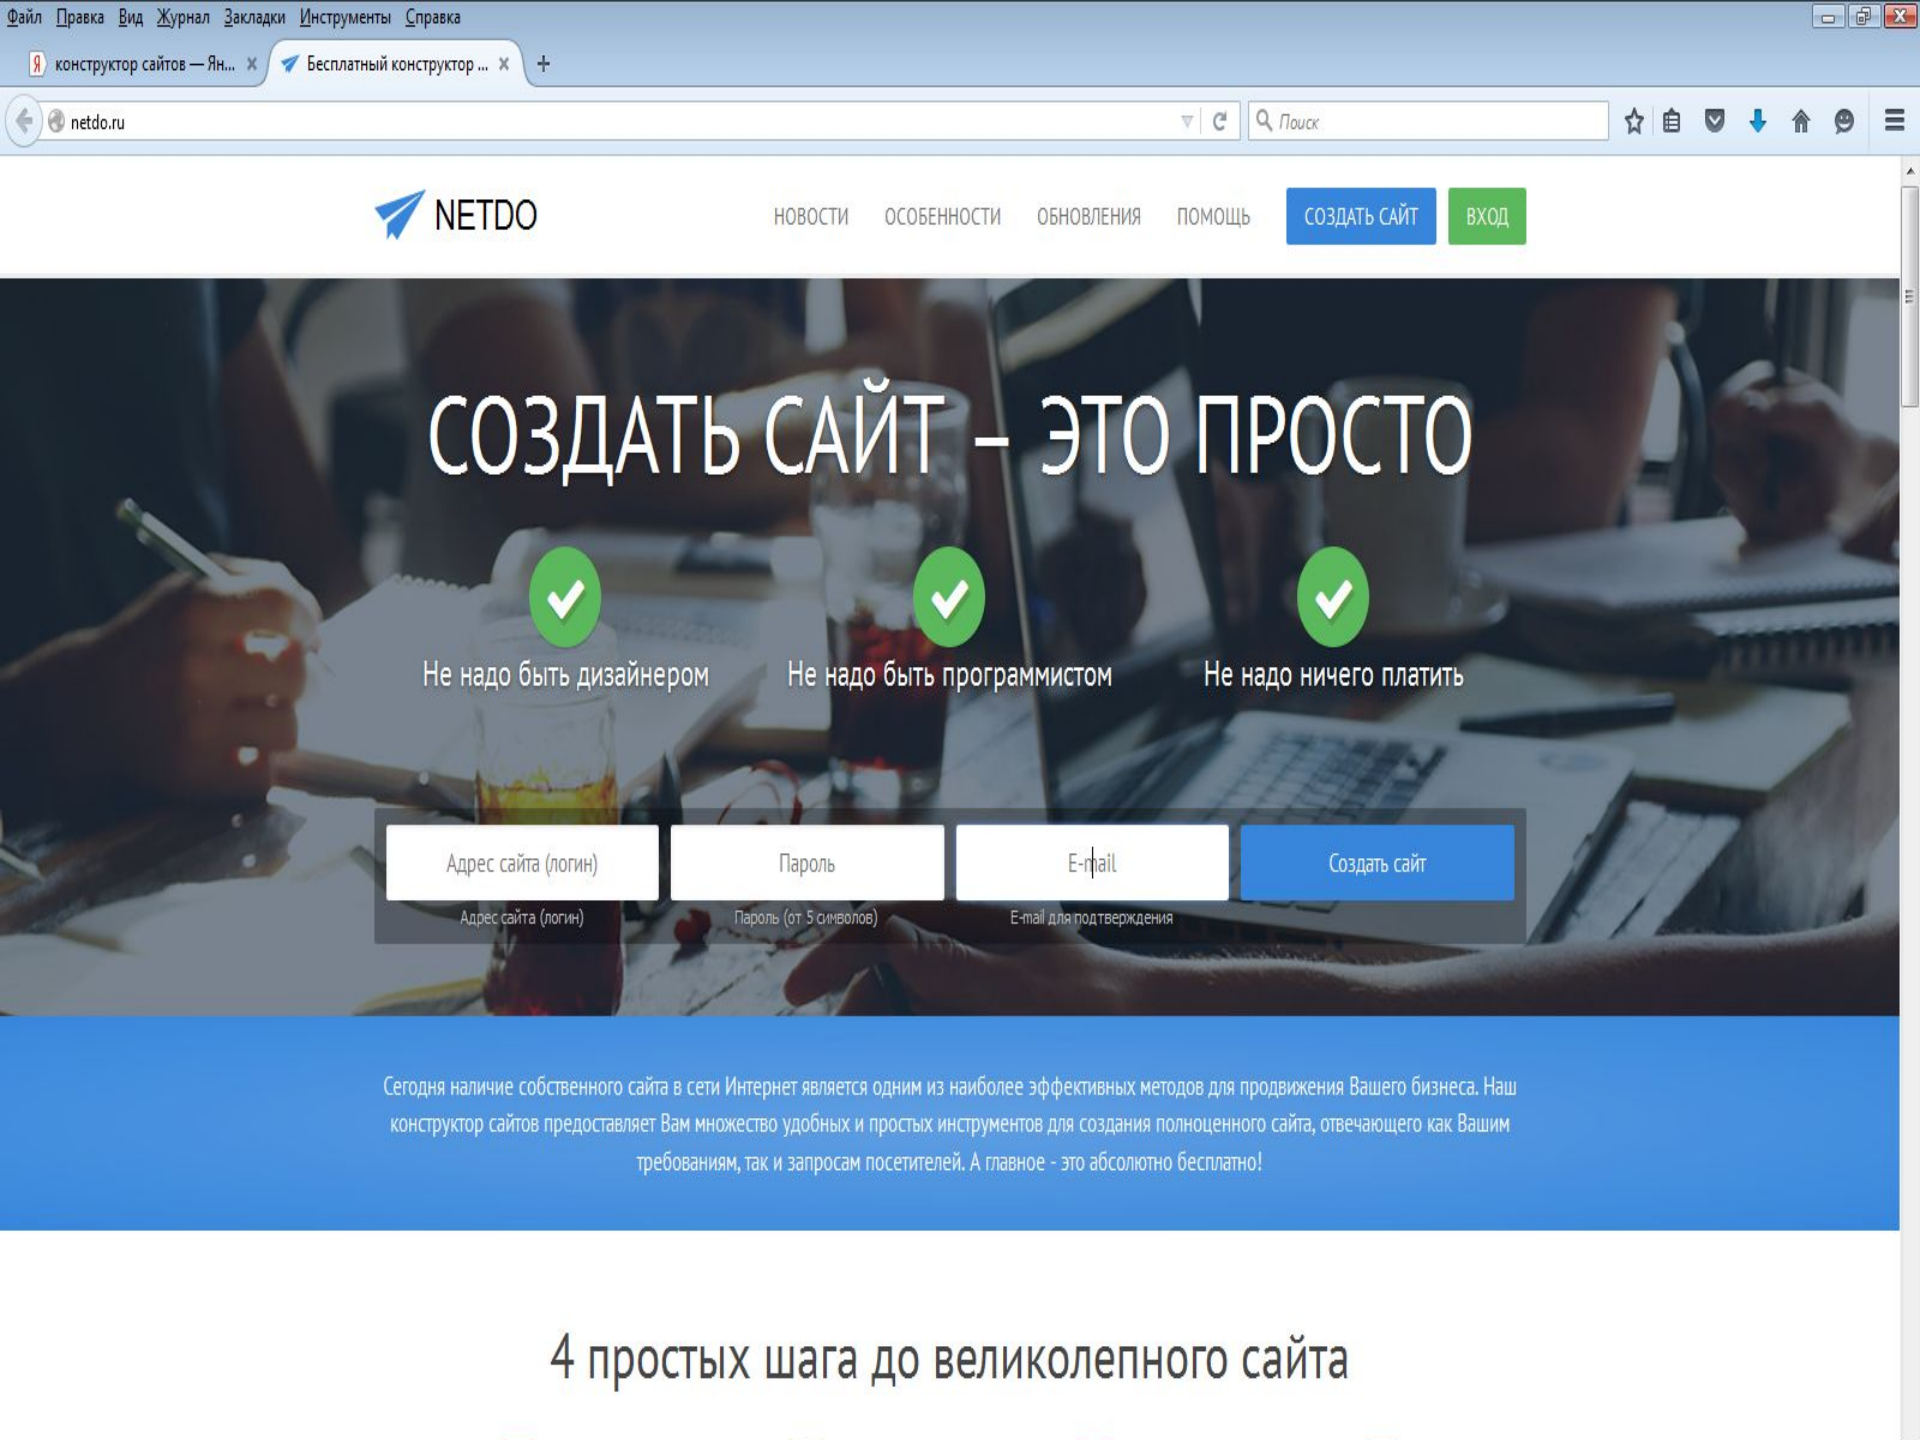 Файл Правка Вид Журнал Закладки Инструменты Справка
Я конструктор сайтов — Ян... Бесплатный конструктор ...
netdo.ru Поиск
NETDO НОВОСТИ ОСОБЕННОСТИ ОБНОВЛЕНИЯ ПОМОЩЬ СОЗДАТЬ САЙТ ВХОД
СОЗДАТЬ САЙТ – ЭТО ПРОСТО
Не надо быть дизайнером Не надо быть программистом Не надо ничего платить
Адрес сайта (логин) Пароль E-mail Создать сайт
Адрес сайта (логин) Пароль (от 5 символов) E-mail для подтверждения
Сегодня наличие собственного сайта в сети Интернет является одним из наиболее эффективных методов для продвижения Вашего бизнеса. Наш
конструктор сайтов предоставляет Вам множество удобных и простых инструментов для создания полноценного сайта, отвечающего как Вашим
требованиям, так и запросам посетителей. А главное - это абсолютно бесплатно!
4 простых шага до великолепного сайта